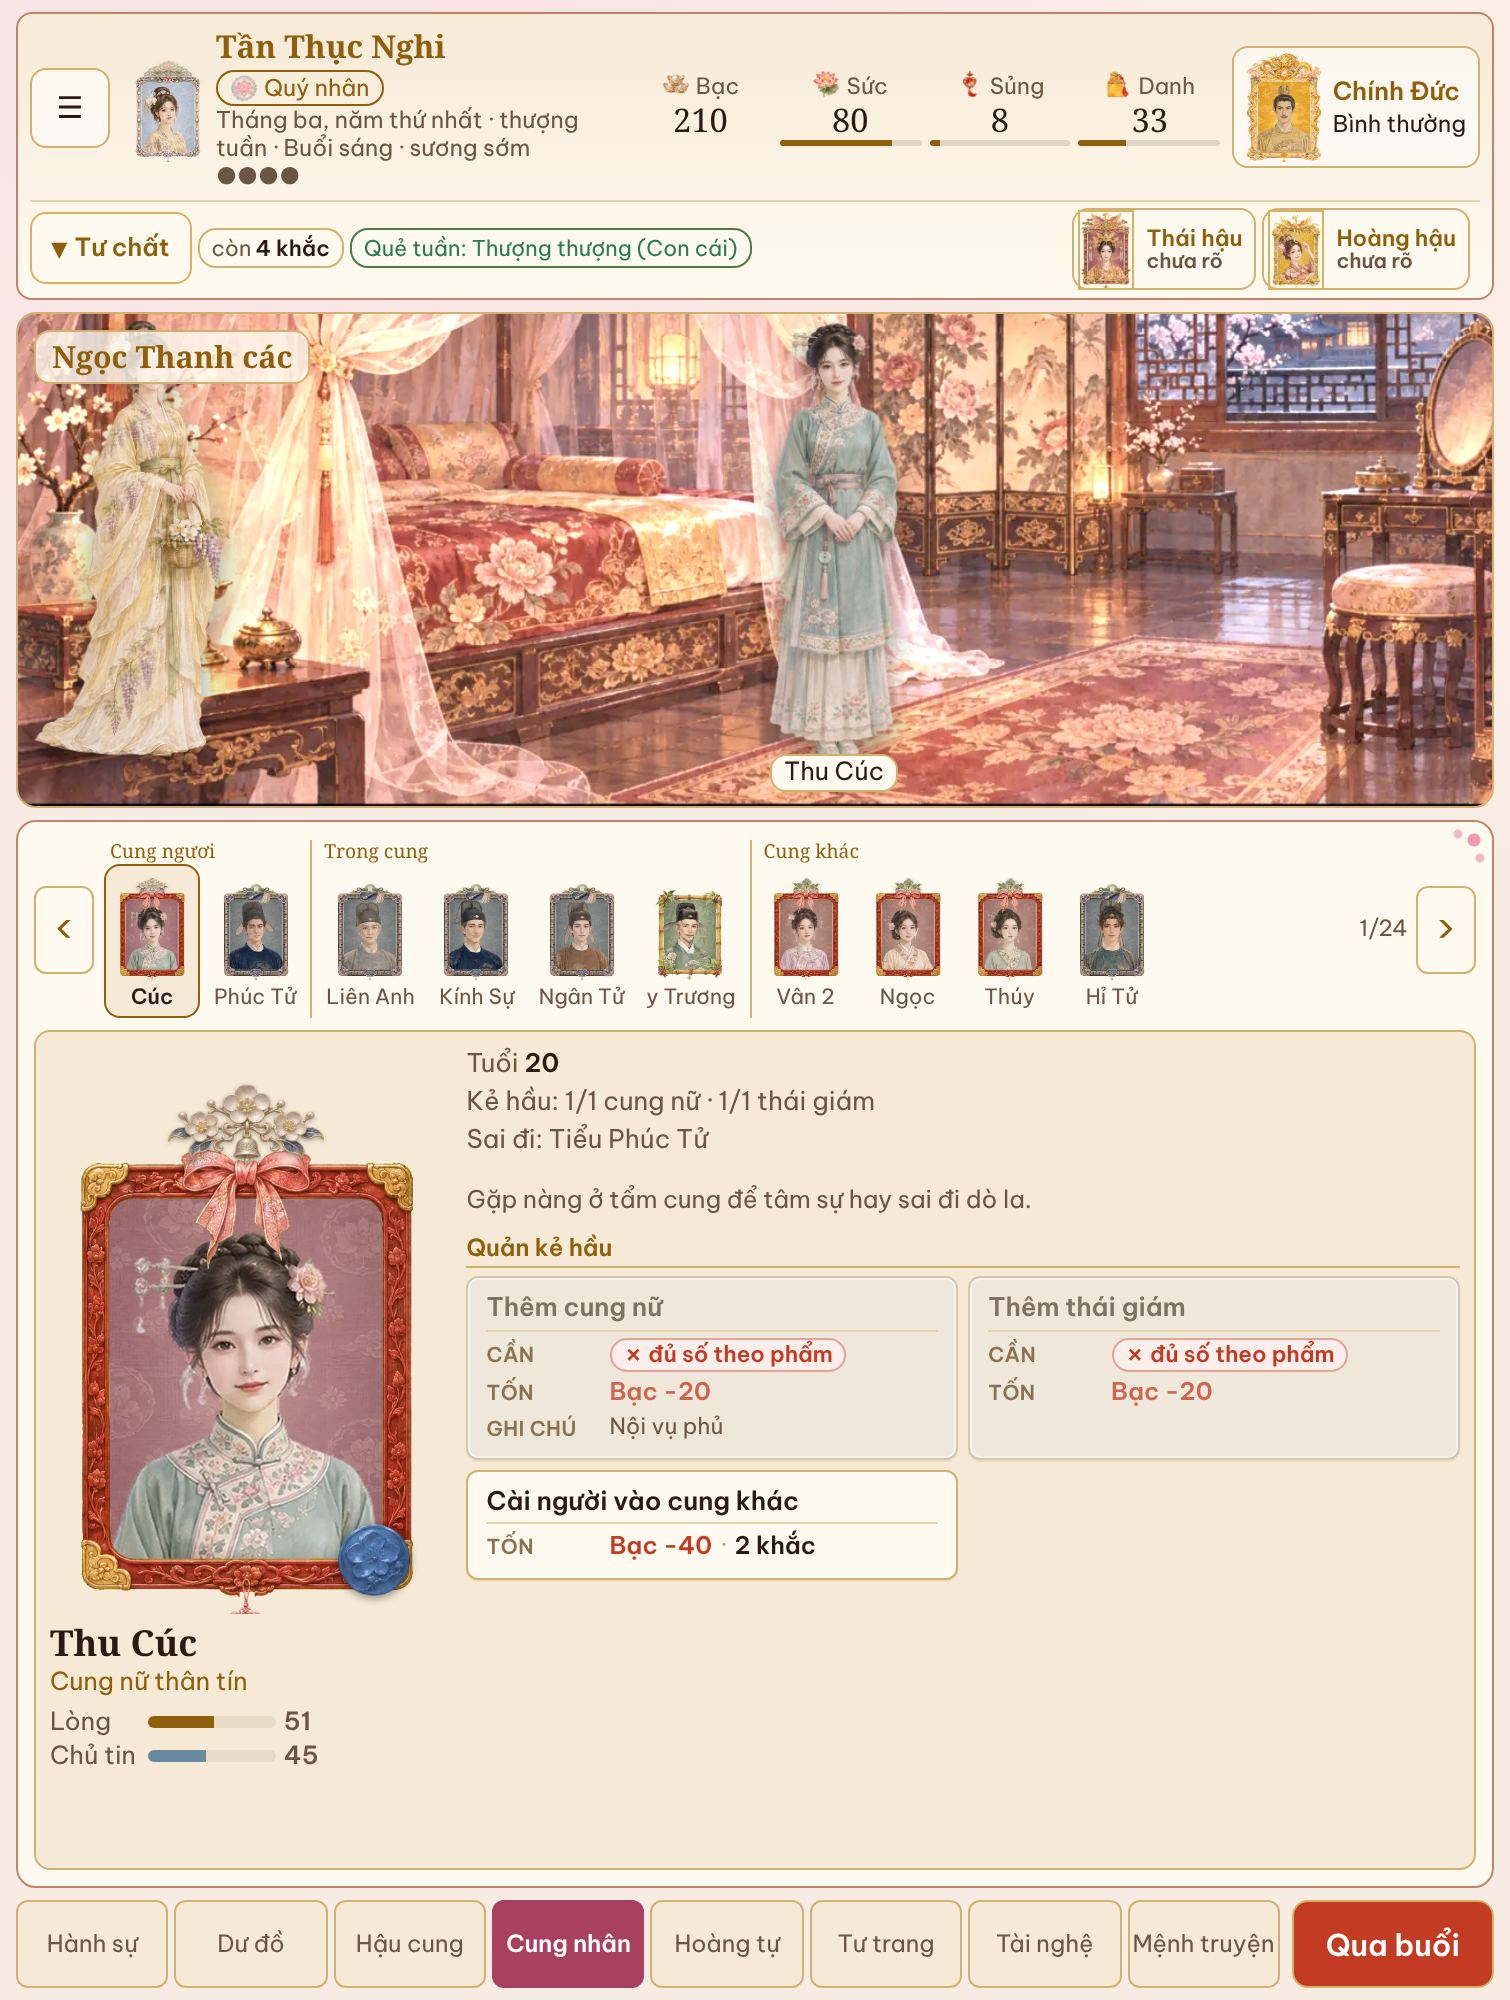 Tần Thục Nghi
Quý nhân
Tháng ba, năm thứ nhất · thượng
tuần · Buổi sáng · sương sớm
Bạc
210
Sức
80
Sủng
8
Danh
33
Chính Đức
Bình thường
▼ Tư chất
còn 4 khắc
Quẻ tuần: Thượng thượng (Con cái)
Thái hậu
chưa rõ
Hoàng hậu
chưa rõ
Ngọc Thanh các
Thu Cúc
Cung ngươi
Trong cung
Cung khác
Cúc
Phúc Tử
Liên Anh
Kính Sự
Ngân Tử
y Trương
Vân 2
Ngọc
Thúy
Hỉ Tử
1/24
Tuổi 20
Kẻ hầu: 1/1 cung nữ · 1/1 thái giám
Sai đi: Tiểu Phúc Tử
Gặp nàng ở tẩm cung để tâm sự hay sai đi dò la.
Quản kẻ hầu
Thêm cung nữ
CẦN × đủ số theo phẩm
TỐN Bạc -20
GHI CHÚ Nội vụ phủ
Thêm thái giám
CẦN × đủ số theo phẩm
TỐN Bạc -20
Cài người vào cung khác
TỐN Bạc -40 · 2 khắc
Thu Cúc
Cung nữ thân tín
Lòng 51
Chủ tin 45
Hành sự
Dư đồ
Hậu cung
Cung nhân
Hoàng tự
Tư trang
Tài nghệ
Mệnh truyện
Qua buổi